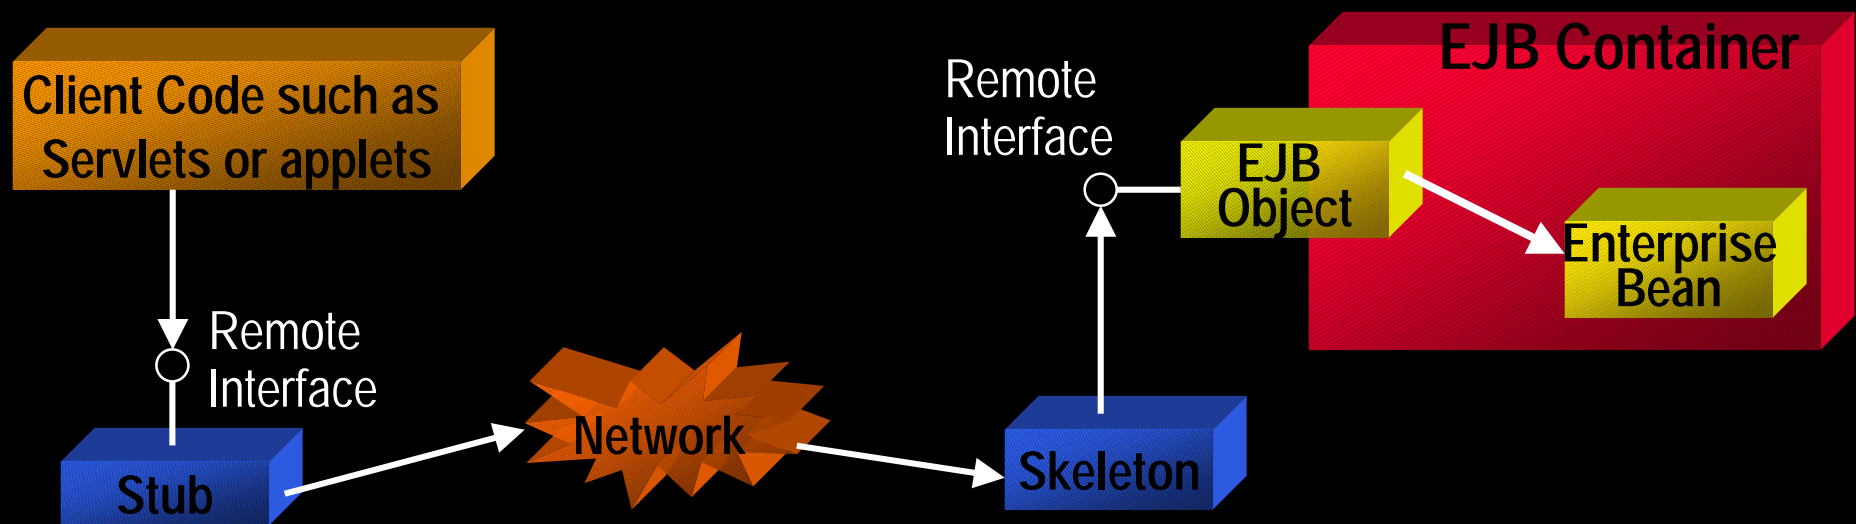 Client Code such as
Servlets or applets
Remote
Interface
Stub
Network
Skeleton
Remote
Interface
EJB
Object
EJB Container
Enterprise
Bean